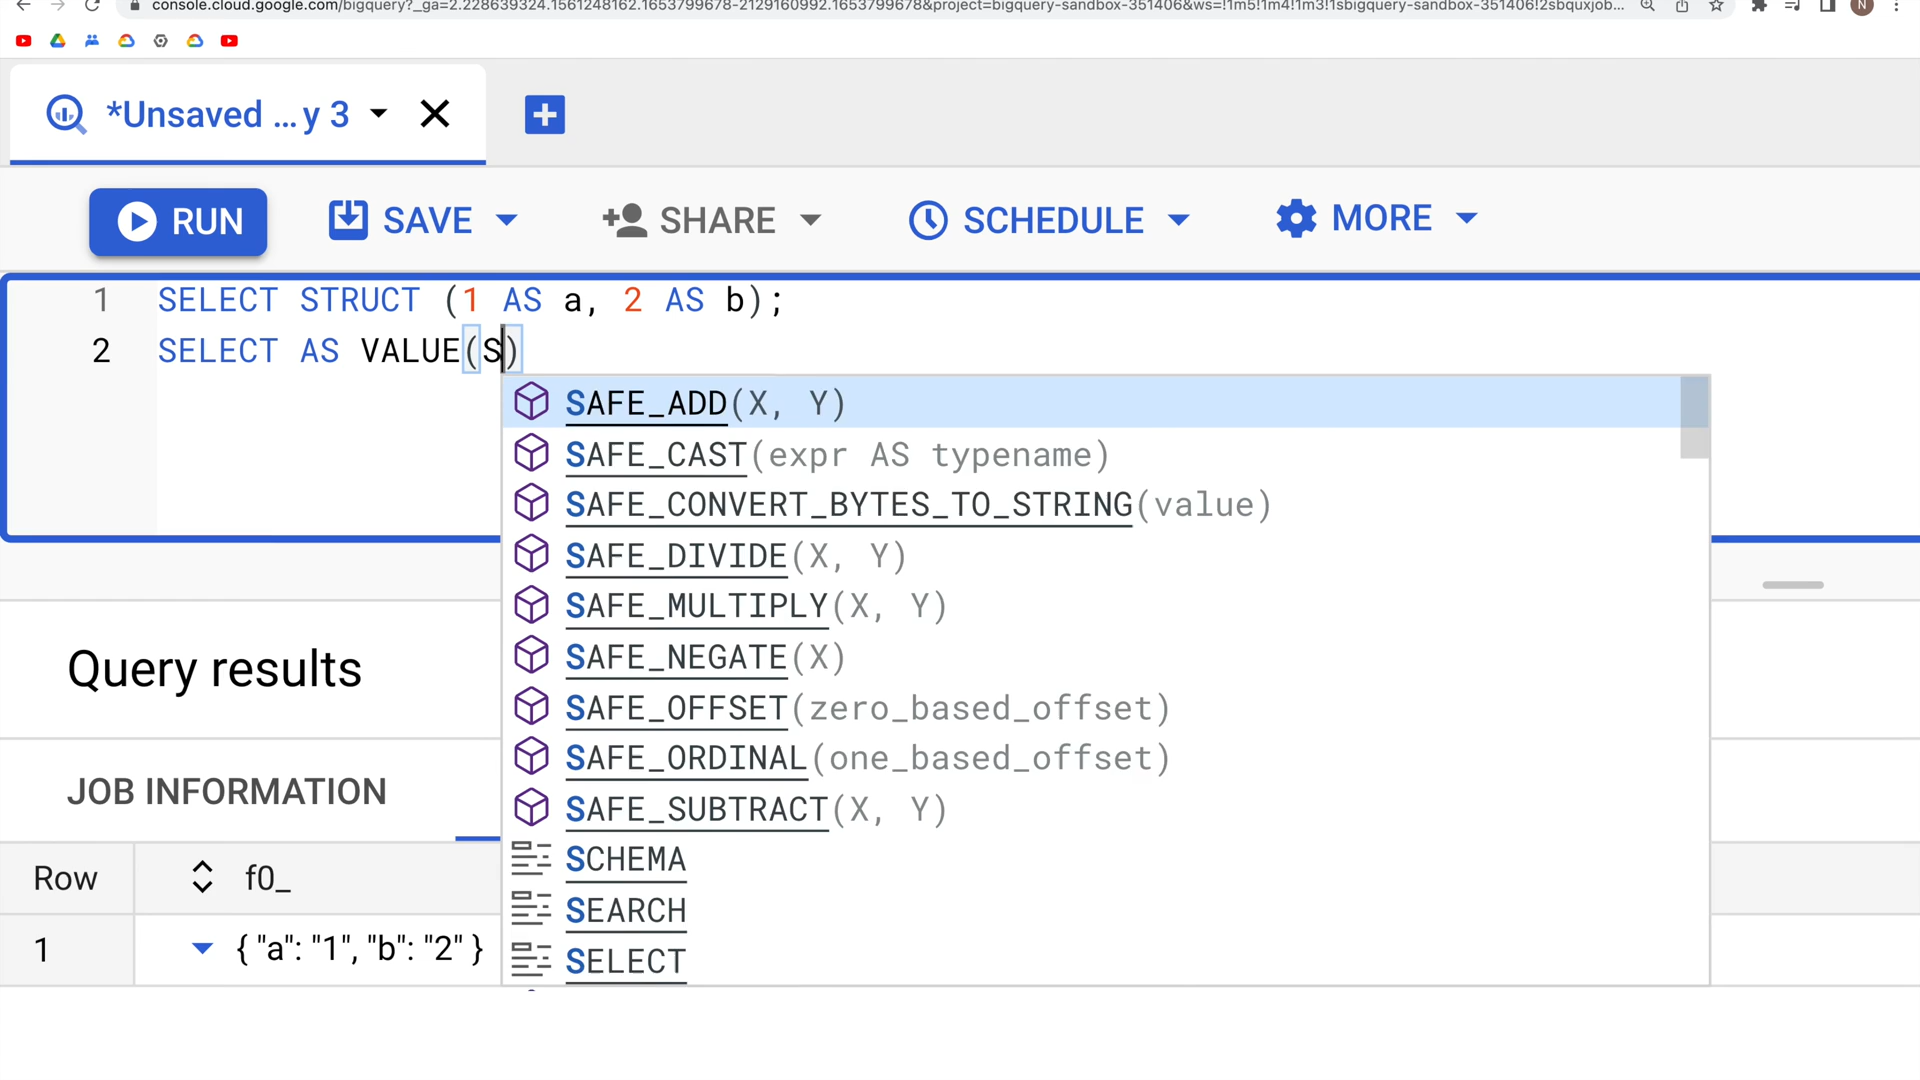 console.cloud.google.com/bigquery?_ga=2.228639324.1561248162.1653799678-2129160992.1653799678&project=bigquery-sandbox-351406&ws=!1m5!1m4!1m3!1sbigquery-sandbox-351406!2sbquxjob...
N
*Unsaved ...y 3
RUN SAVE SHARE SCHEDULE MORE
1 SELECT STRUCT (1 AS a, 2 AS b);
2 SELECT AS VALUE(S)
SAFE_ADD(X, Y)
SAFE_CAST(expr AS typename)
SAFE_CONVERT_BYTES_TO_STRING(value)
SAFE_DIVIDE(X, Y)
SAFE_MULTIPLY(X, Y)
SAFE_NEGATE(X)
SAFE_OFFSET(zero_based_offset)
SAFE_ORDINAL(one_based_offset)
SAFE_SUBTRACT(X, Y)
SCHEMA
SEARCH
SELECT
Query results
JOB INFORMATION
Row f0_
1 { "a": "1", "b": "2" }